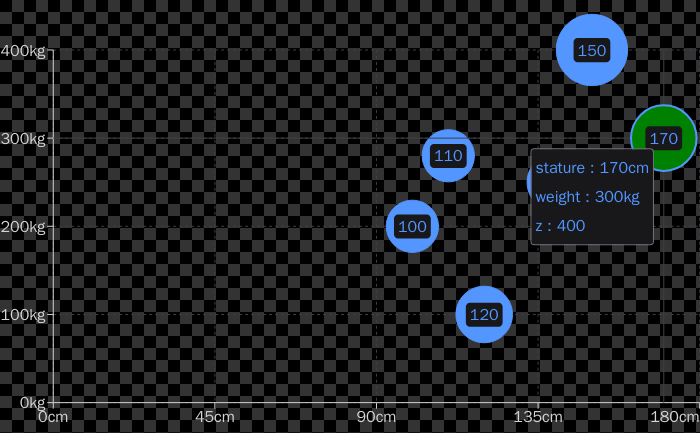 400kg
150
300kg
170
110
stature : 170cm
weight : 300kg
z : 400
200kg
100
100kg
120
0kg
0cm
45cm
90cm
135cm
180cm